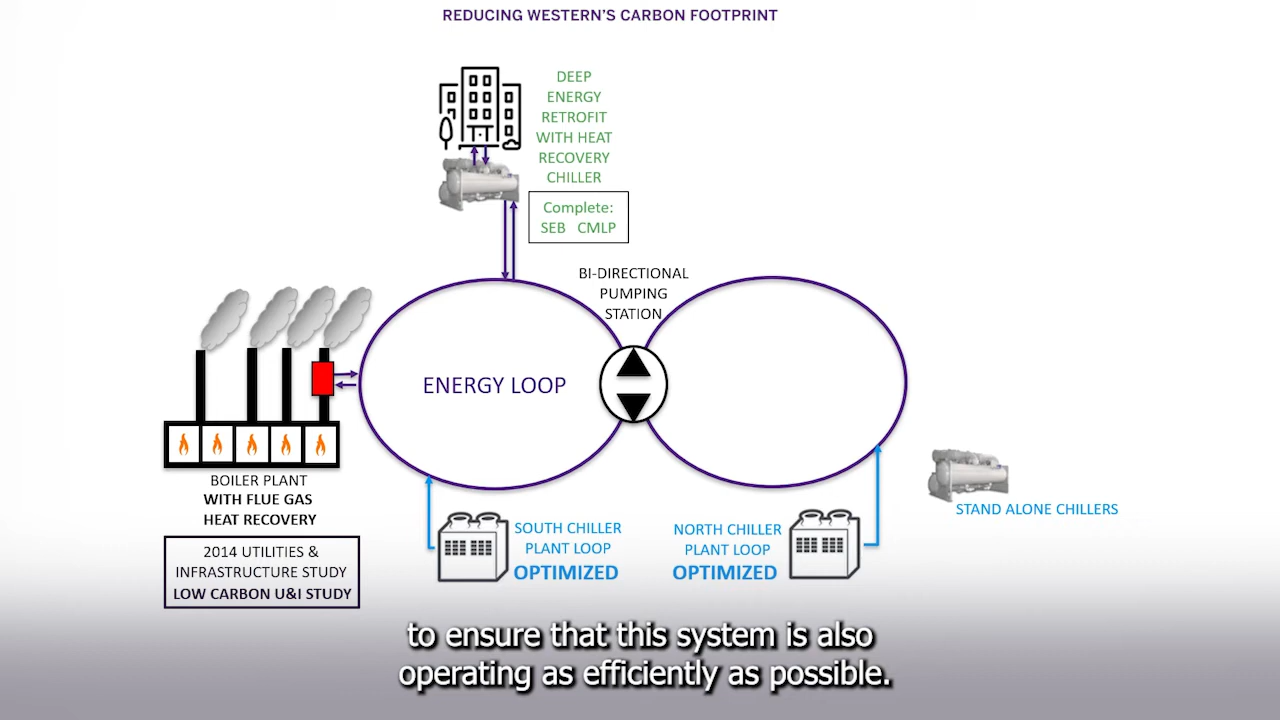 REDUCING WESTERN'S CARBON FOOTPRINT
DEEP
ENERGY
RETROFIT
WITH HEAT
RECOVERY
CHILLER
Complete:
SEB CMLP
BI-DIRECTIONAL
PUMPING
STATION
ENERGY LOOP
BOILER PLANT
WITH FLUE GAS
HEAT RECOVERY
2014 UTILITIES &
INFRASTRUCTURE STUDY
LOW CARBON U&I STUDY
SOUTH CHILLER
PLANT LOOP
OPTIMIZED
NORTH CHILLER
PLANT LOOP
OPTIMIZED
STAND ALONE CHILLERS
to ensure that this system is also
operating as efficiently as possible.